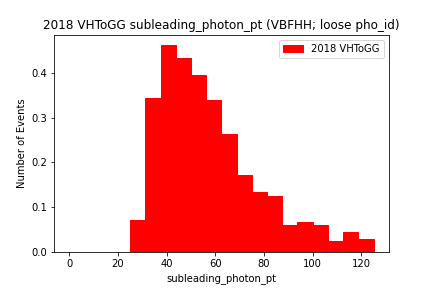 2018 VHToGG subleading_photon_pt (VBFHH; loose pho_id)
2018 VHToGG
Number of Events
0.4
0.3
0.2
0.1
0.0
0 20 40 60 80 100 120
subleading_photon_pt